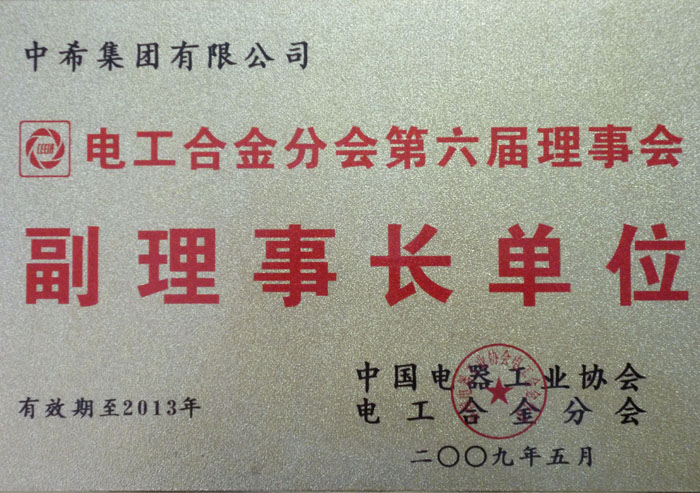 中希集团有限公司
CEEIA
电工合金分会第六届理事会
副理事长单位
中国电器工业协会
电工合金分会
有效期至2013年
二〇〇九年五月